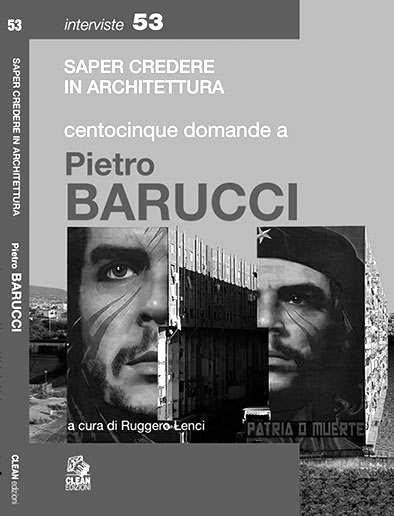 53
SAPER CREDERE IN ARCHITETTURA
Pietro BARUCCI
CLEAN edizioni
interviste 53
SAPER CREDERE
IN ARCHITETTURA
centocinque domande a
Pietro
BARUCCI
a cura di Ruggero Lenci
PATRIA O MUERTE
CLEAN
EDIZIONI